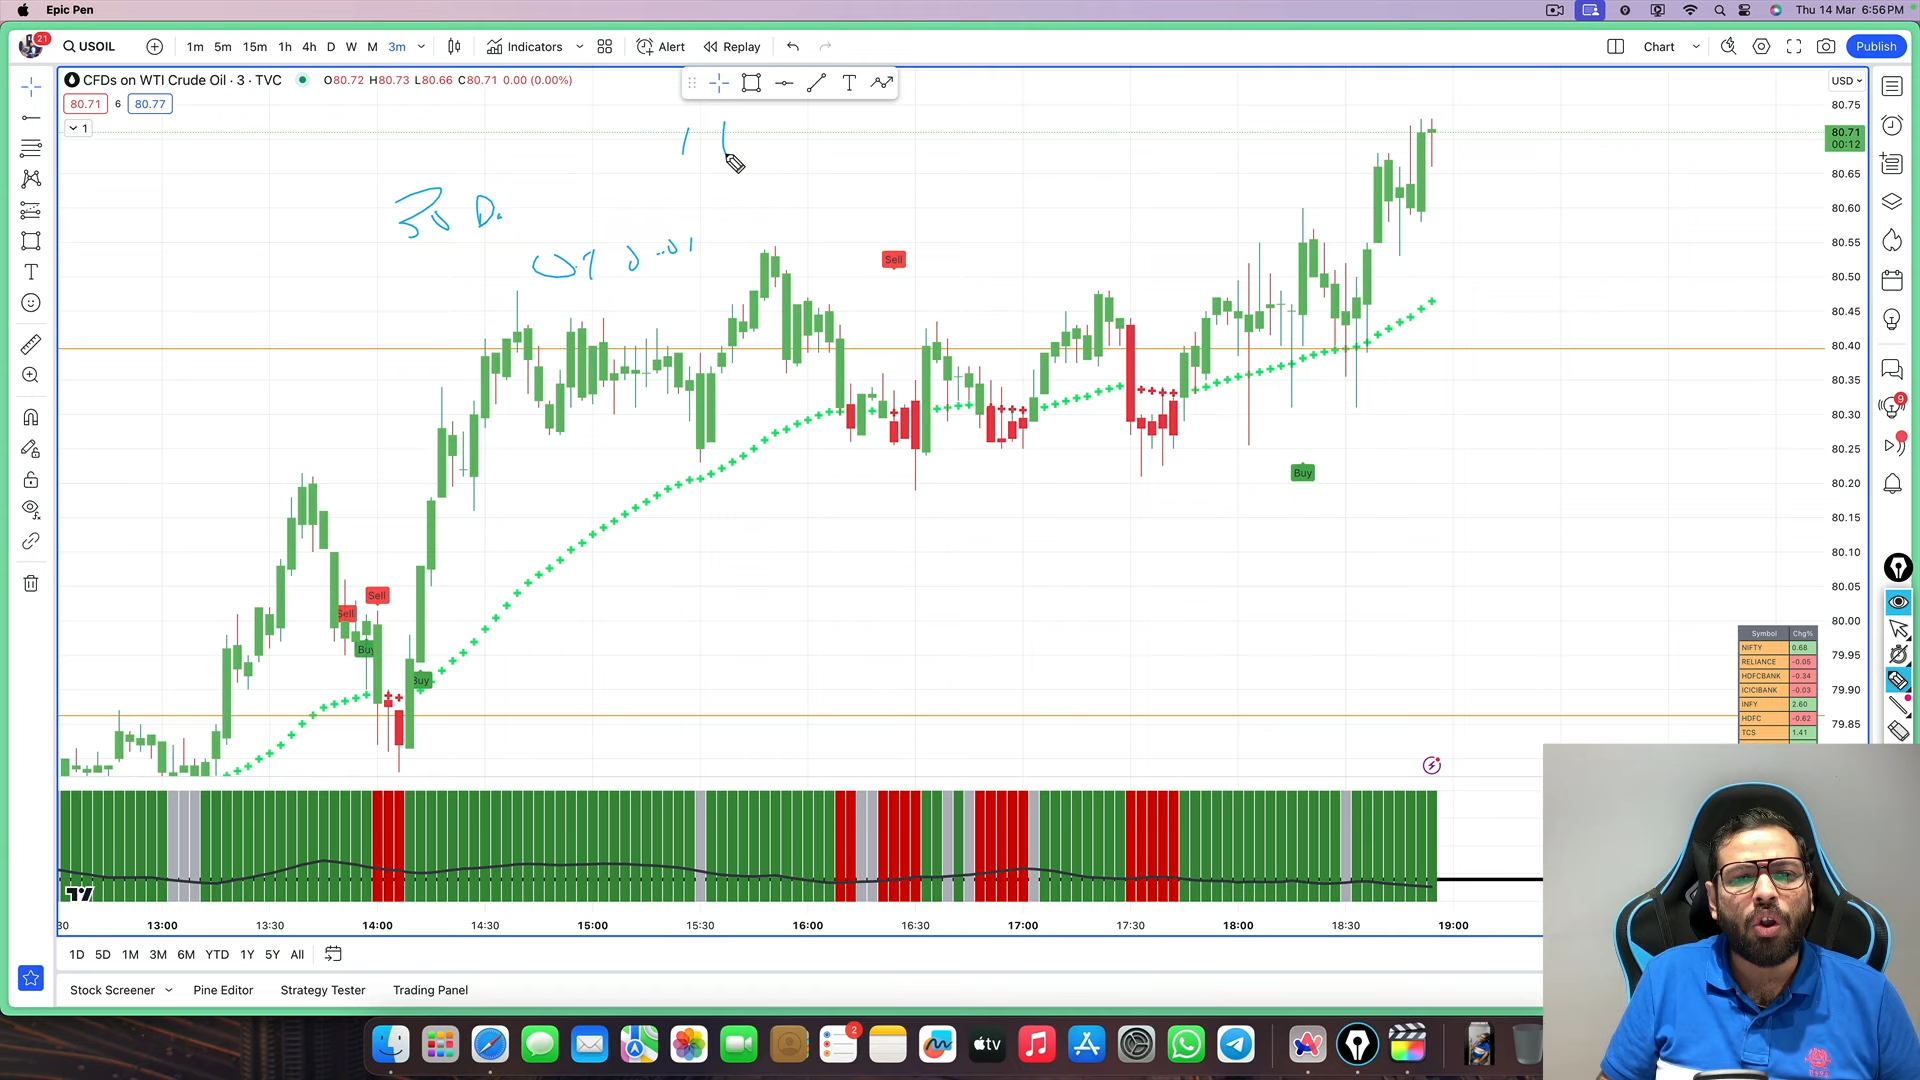 Epic Pen
Thu 14 Mar 6:56 PM
21
USOIL
1m 5m 15m 1h 4h D W M 3m
Indicators
Alert
Replay
Chart
Publish
CFDs on WTI Crude Oil · 3 · TVC
O80.72 H80.73 L80.66 C80.71 0.00 (0.00%)
USD
80.71 6 80.77
1
80.75
80.71
00:12
80.65
80.60
80.55
80.50
80.45
80.40
80.35
80.30
80.25
80.20
80.15
80.10
80.05
80.00
79.95
79.90
79.85
Sell
Sell
Sell
Buy
Buy
Buy
9
Symbol Chg%
NIFTY 0.68
RELIANCE -0.05
HDFCBANK -0.34
ICICIBANK -0.03
INFY 2.60
HDFC -0.62
TCS 1.41
30 13:00 13:30 14:00 14:30 15:00 15:30 16:00 16:30 17:00 17:30 18:00 18:30 19:00
1D 5D 1M 3M 6M YTD 1Y 5Y All
Stock Screener Pine Editor Strategy Tester Trading Panel
2
tv